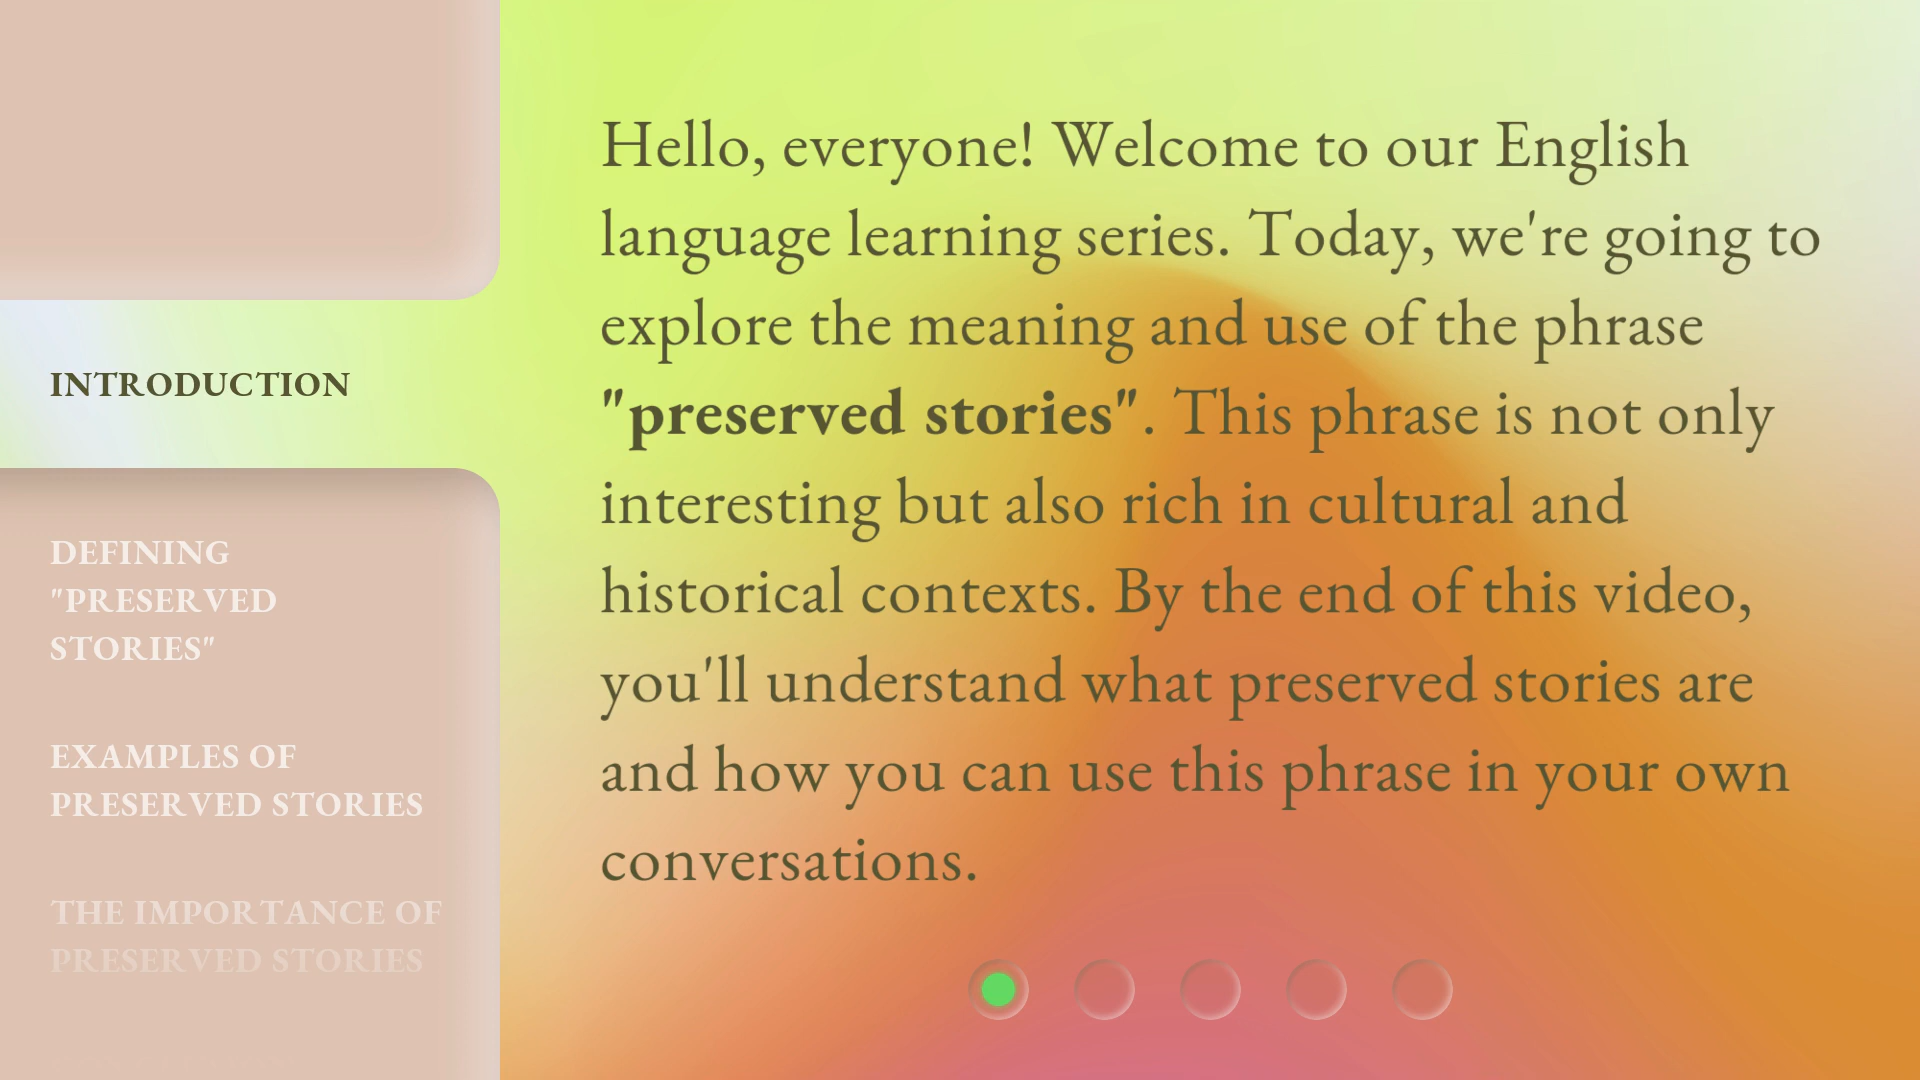 INTRODUCTION
DEFINING
"PRESERVED
STORIES"
EXAMPLES OF
PRESERVED STORIES
THE IMPORTANCE OF
PRESERVED STORIES
Hello, everyone! Welcome to our English
language learning series. Today, we're going to
explore the meaning and use of the phrase
"preserved stories". This phrase is not only
interesting but also rich in cultural and
historical contexts. By the end of this video,
you'll understand what preserved stories are
and how you can use this phrase in your own
conversations.